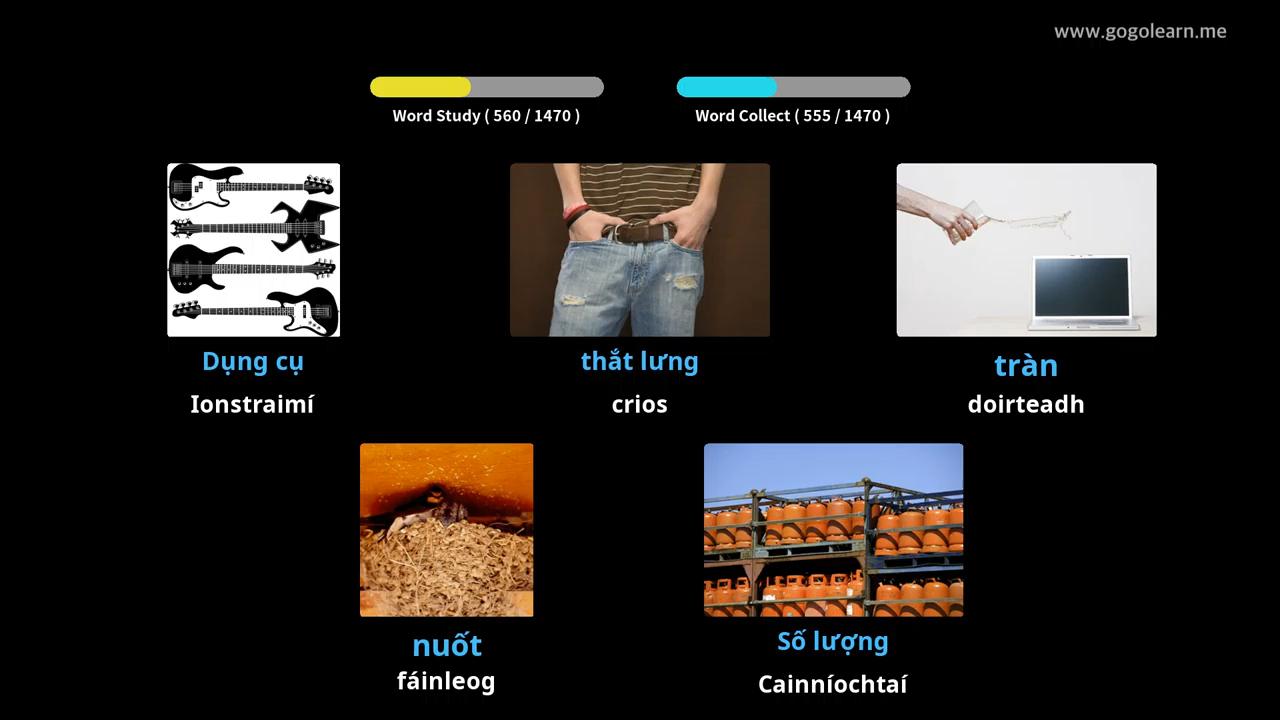 www.gogolearn.me
Word Study ( 560 / 1470 )
Word Collect ( 555 / 1470 )
Dụng cụ
Ionstraimí
thắt lưng
crios
tràn
doirteadh
nuốt
fáinleog
Số lượng
Cainníochtaí